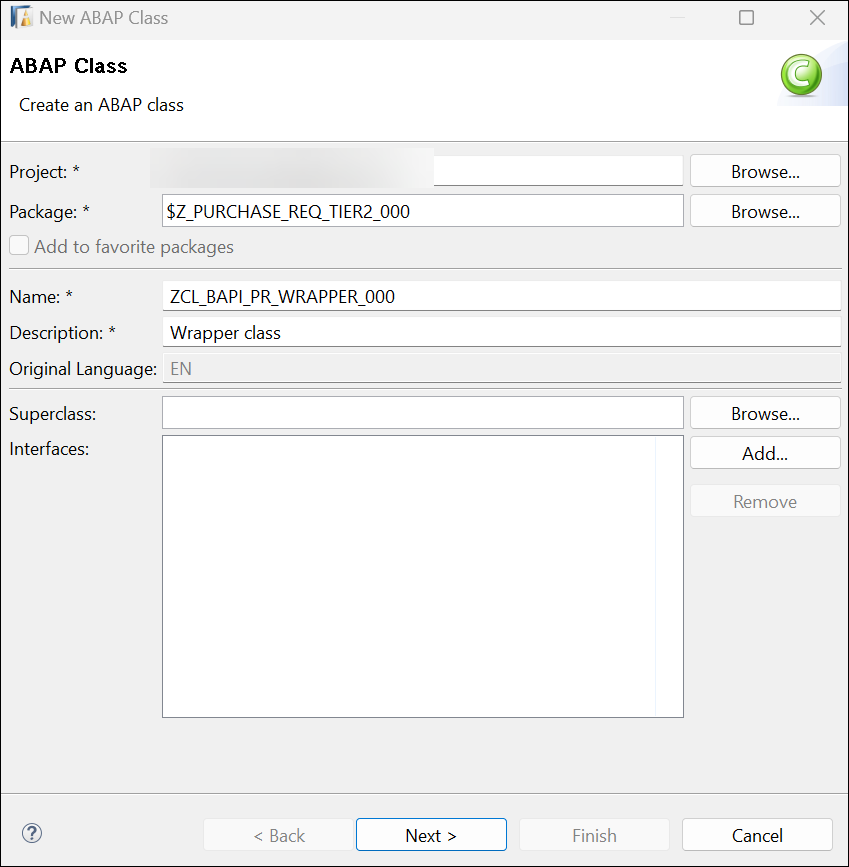 New ABAP Class
ABAP Class
Create an ABAP class
Project: *
Browse...
Package: * $Z_PURCHASE_REQ_TIER2_000 Browse...
Add to favorite packages
Name: * ZCL_BAPI_PR_WRAPPER_000
Description: * Wrapper class
Original Language: EN
Superclass: Browse...
Interfaces: Add...
Remove
< Back Next > Finish Cancel